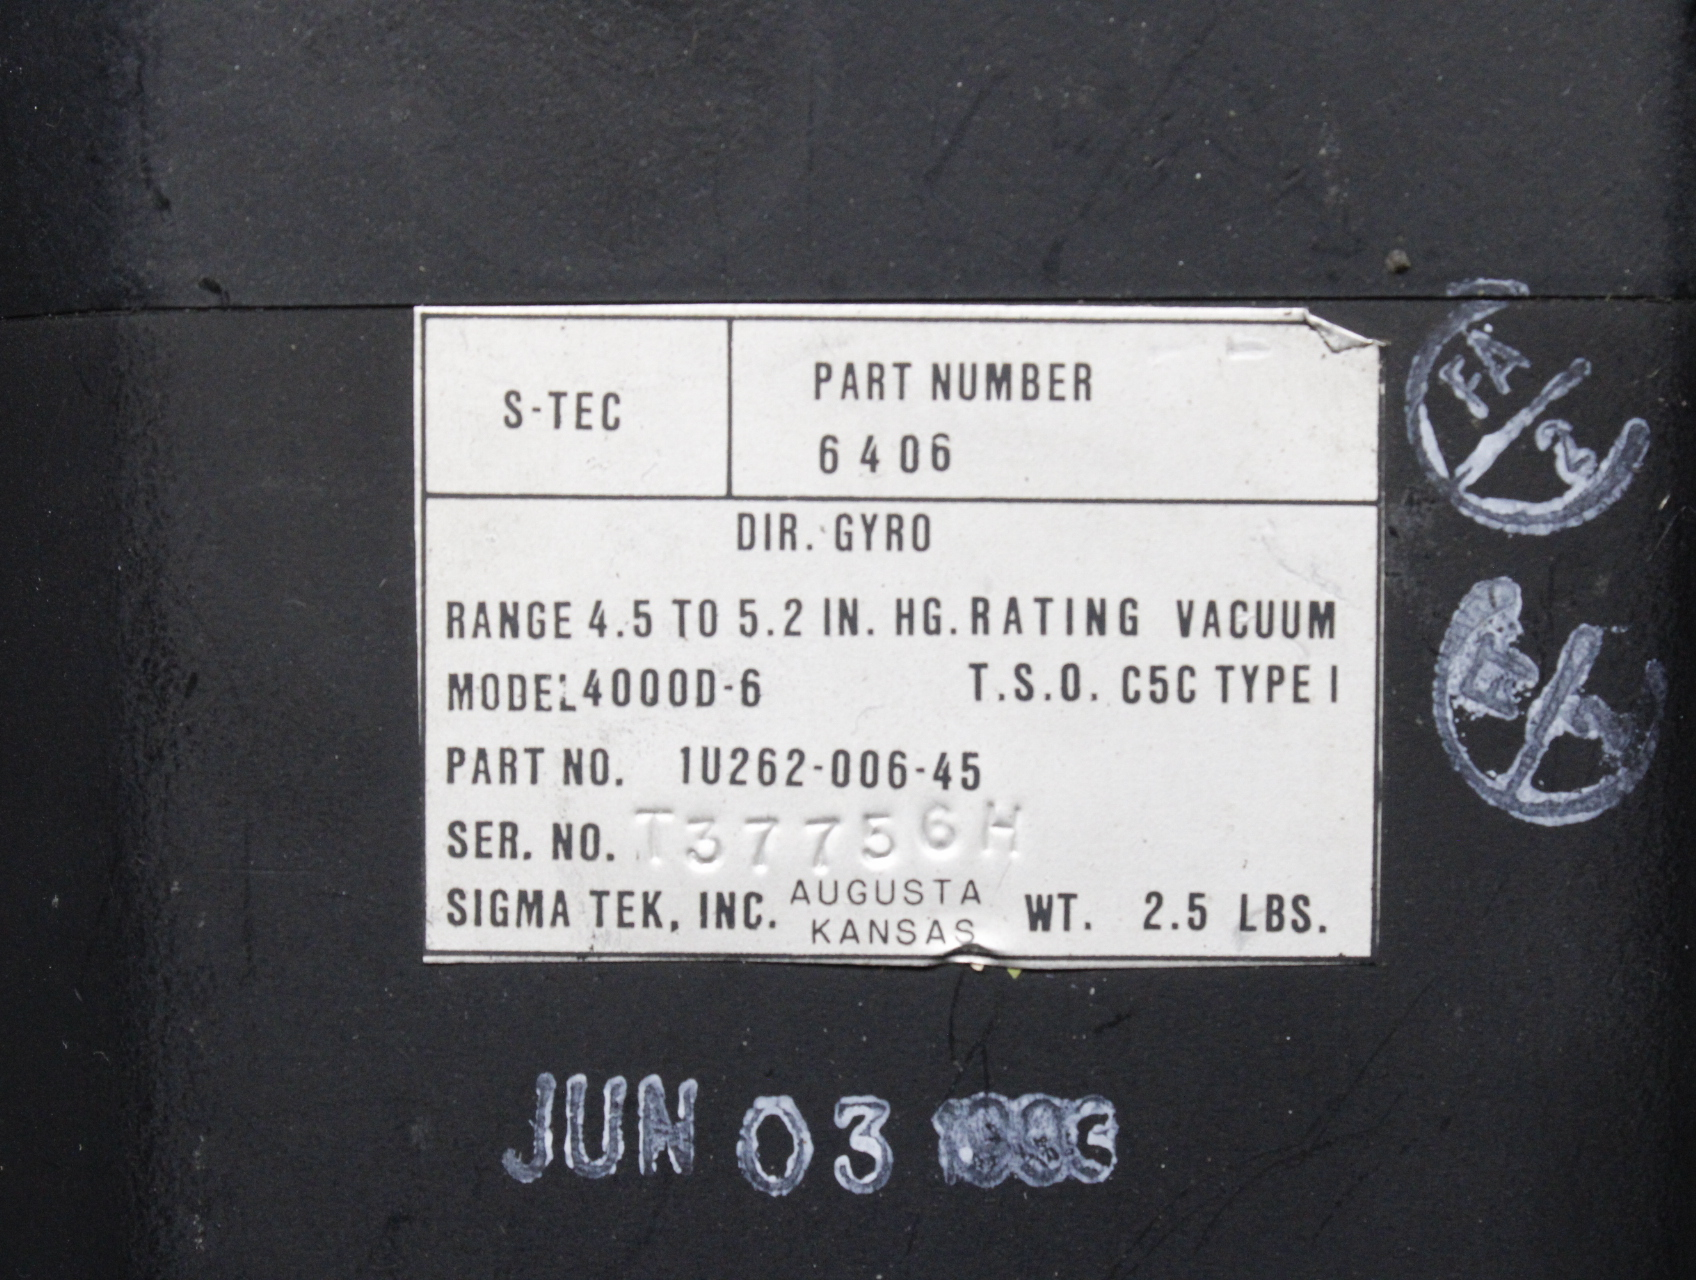 S-TEC
PART NUMBER
6406
DIR. GYRO
RANGE 4.5 TO 5.2 IN. HG. RATING VACUUM
MODEL 4000D-6 T.S.O. C5C TYPE I
PART NO. 1U262-006-45
SER. NO. T37756H
SIGMA TEK, INC. AUGUSTA KANSAS WT. 2.5 LBS.
FA
JUN 03